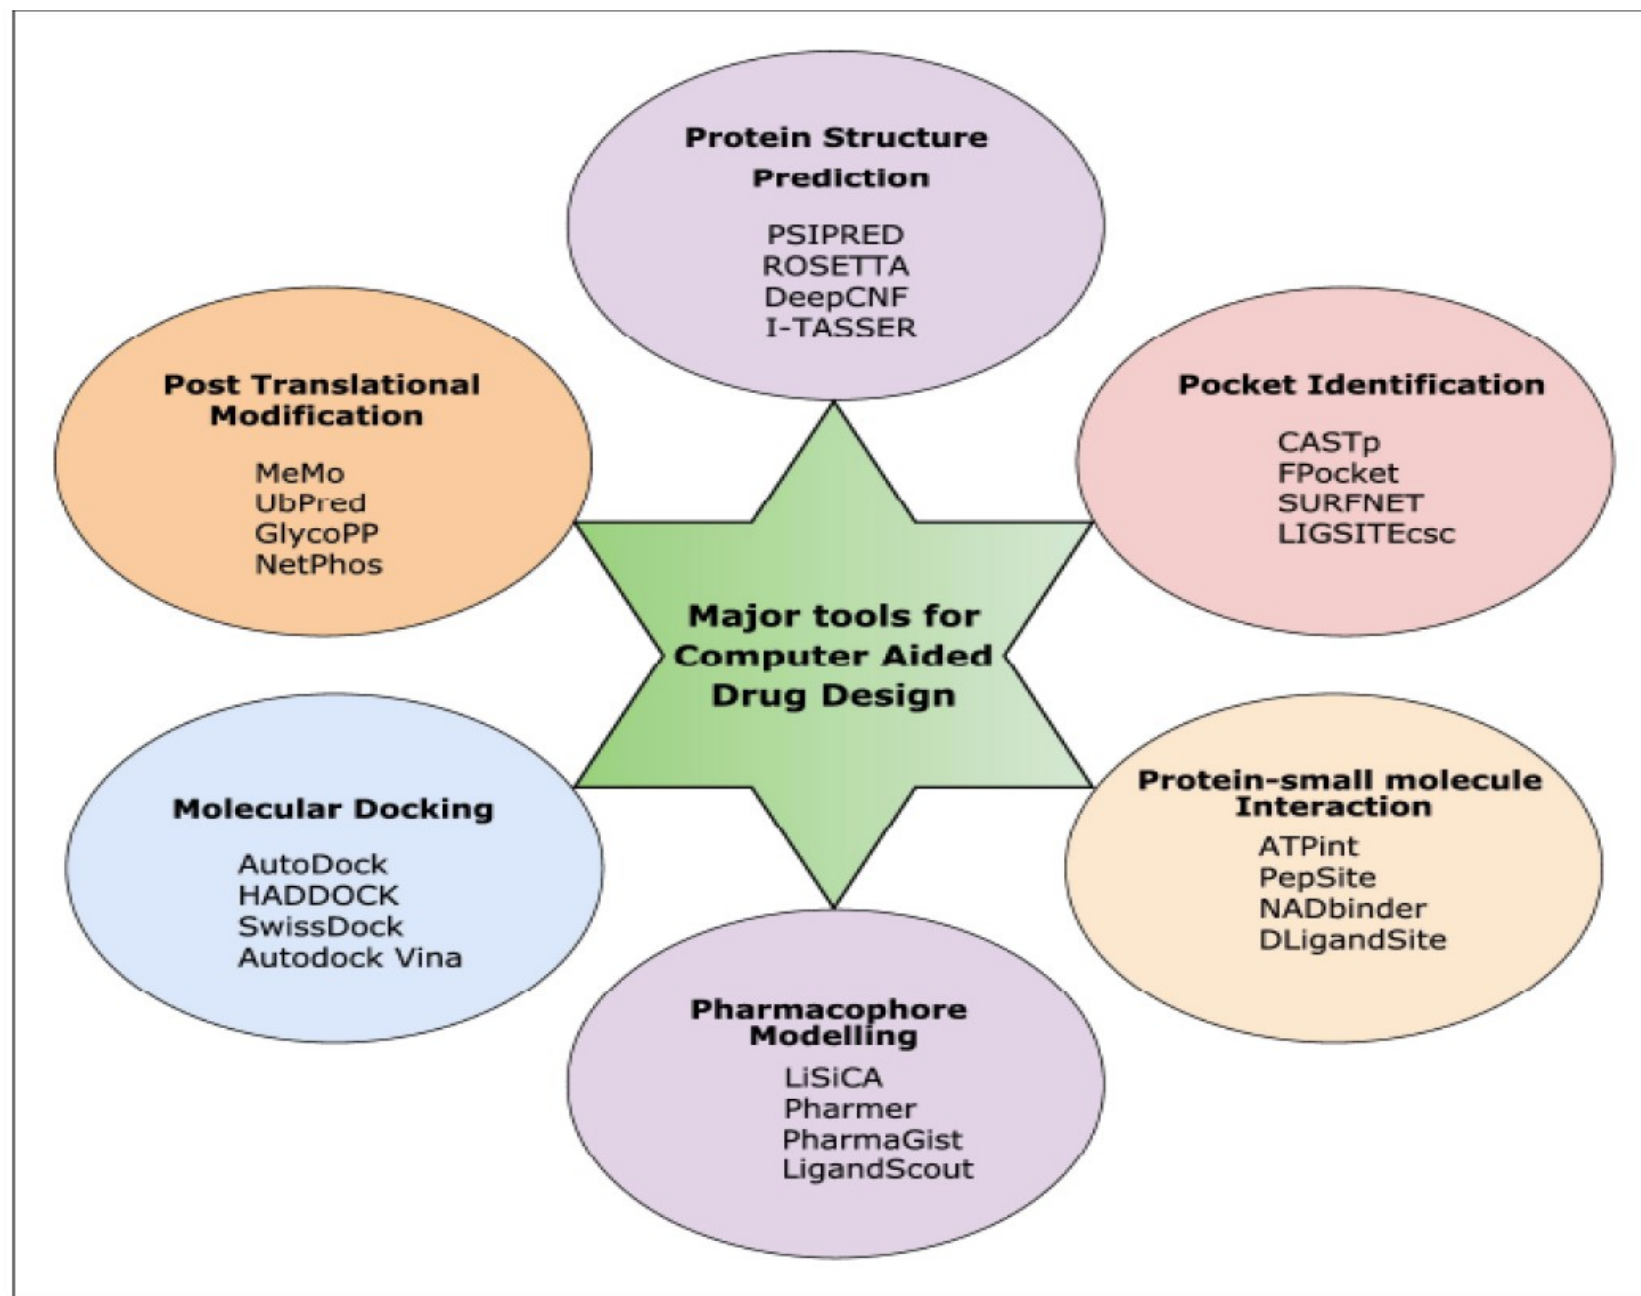 Protein Structure
Prediction
PSIPRED
ROSETTA
DeepCNF
I-TASSER
Post Translational
Modification
MeMo
UbPred
GlycoPP
NetPhos
Pocket Identification
CASTp
FPocket
SURFNET
LIGSITEcsc
Major tools for
Computer Aided
Drug Design
Molecular Docking
AutoDock
HADDOCK
SwissDock
Autodock Vina
Protein-small molecule
Interaction
ATPint
PepSite
NADbinder
DLigandSite
Pharmacophore
Modelling
LiSiCA
Pharmer
PharmaGist
LigandScout